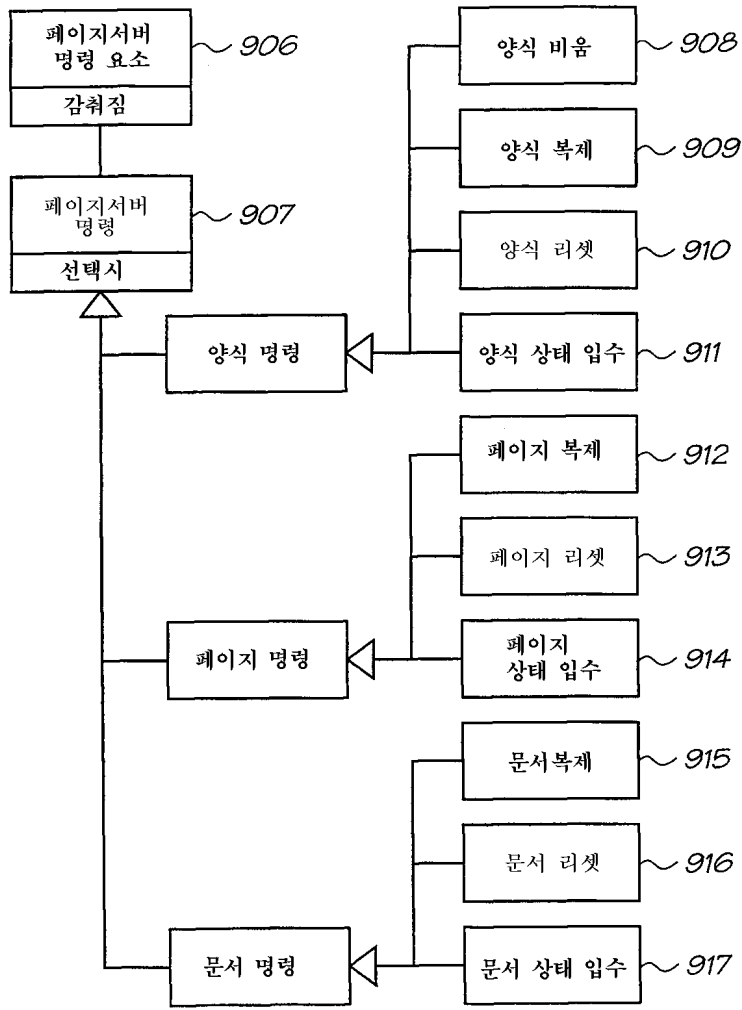 페이지서버
명령 요소
906
감춰짐
페이지서버
명령
907
선택시
양식 비움
908
양식 복제
909
양식 리셋
910
양식 명령
양식 상태 입수
911
페이지 복제
912
페이지 리셋
913
페이지 명령
페이지
상태 입수
914
문서복제
915
문서 리셋
916
문서 명령
문서 상태 입수
917